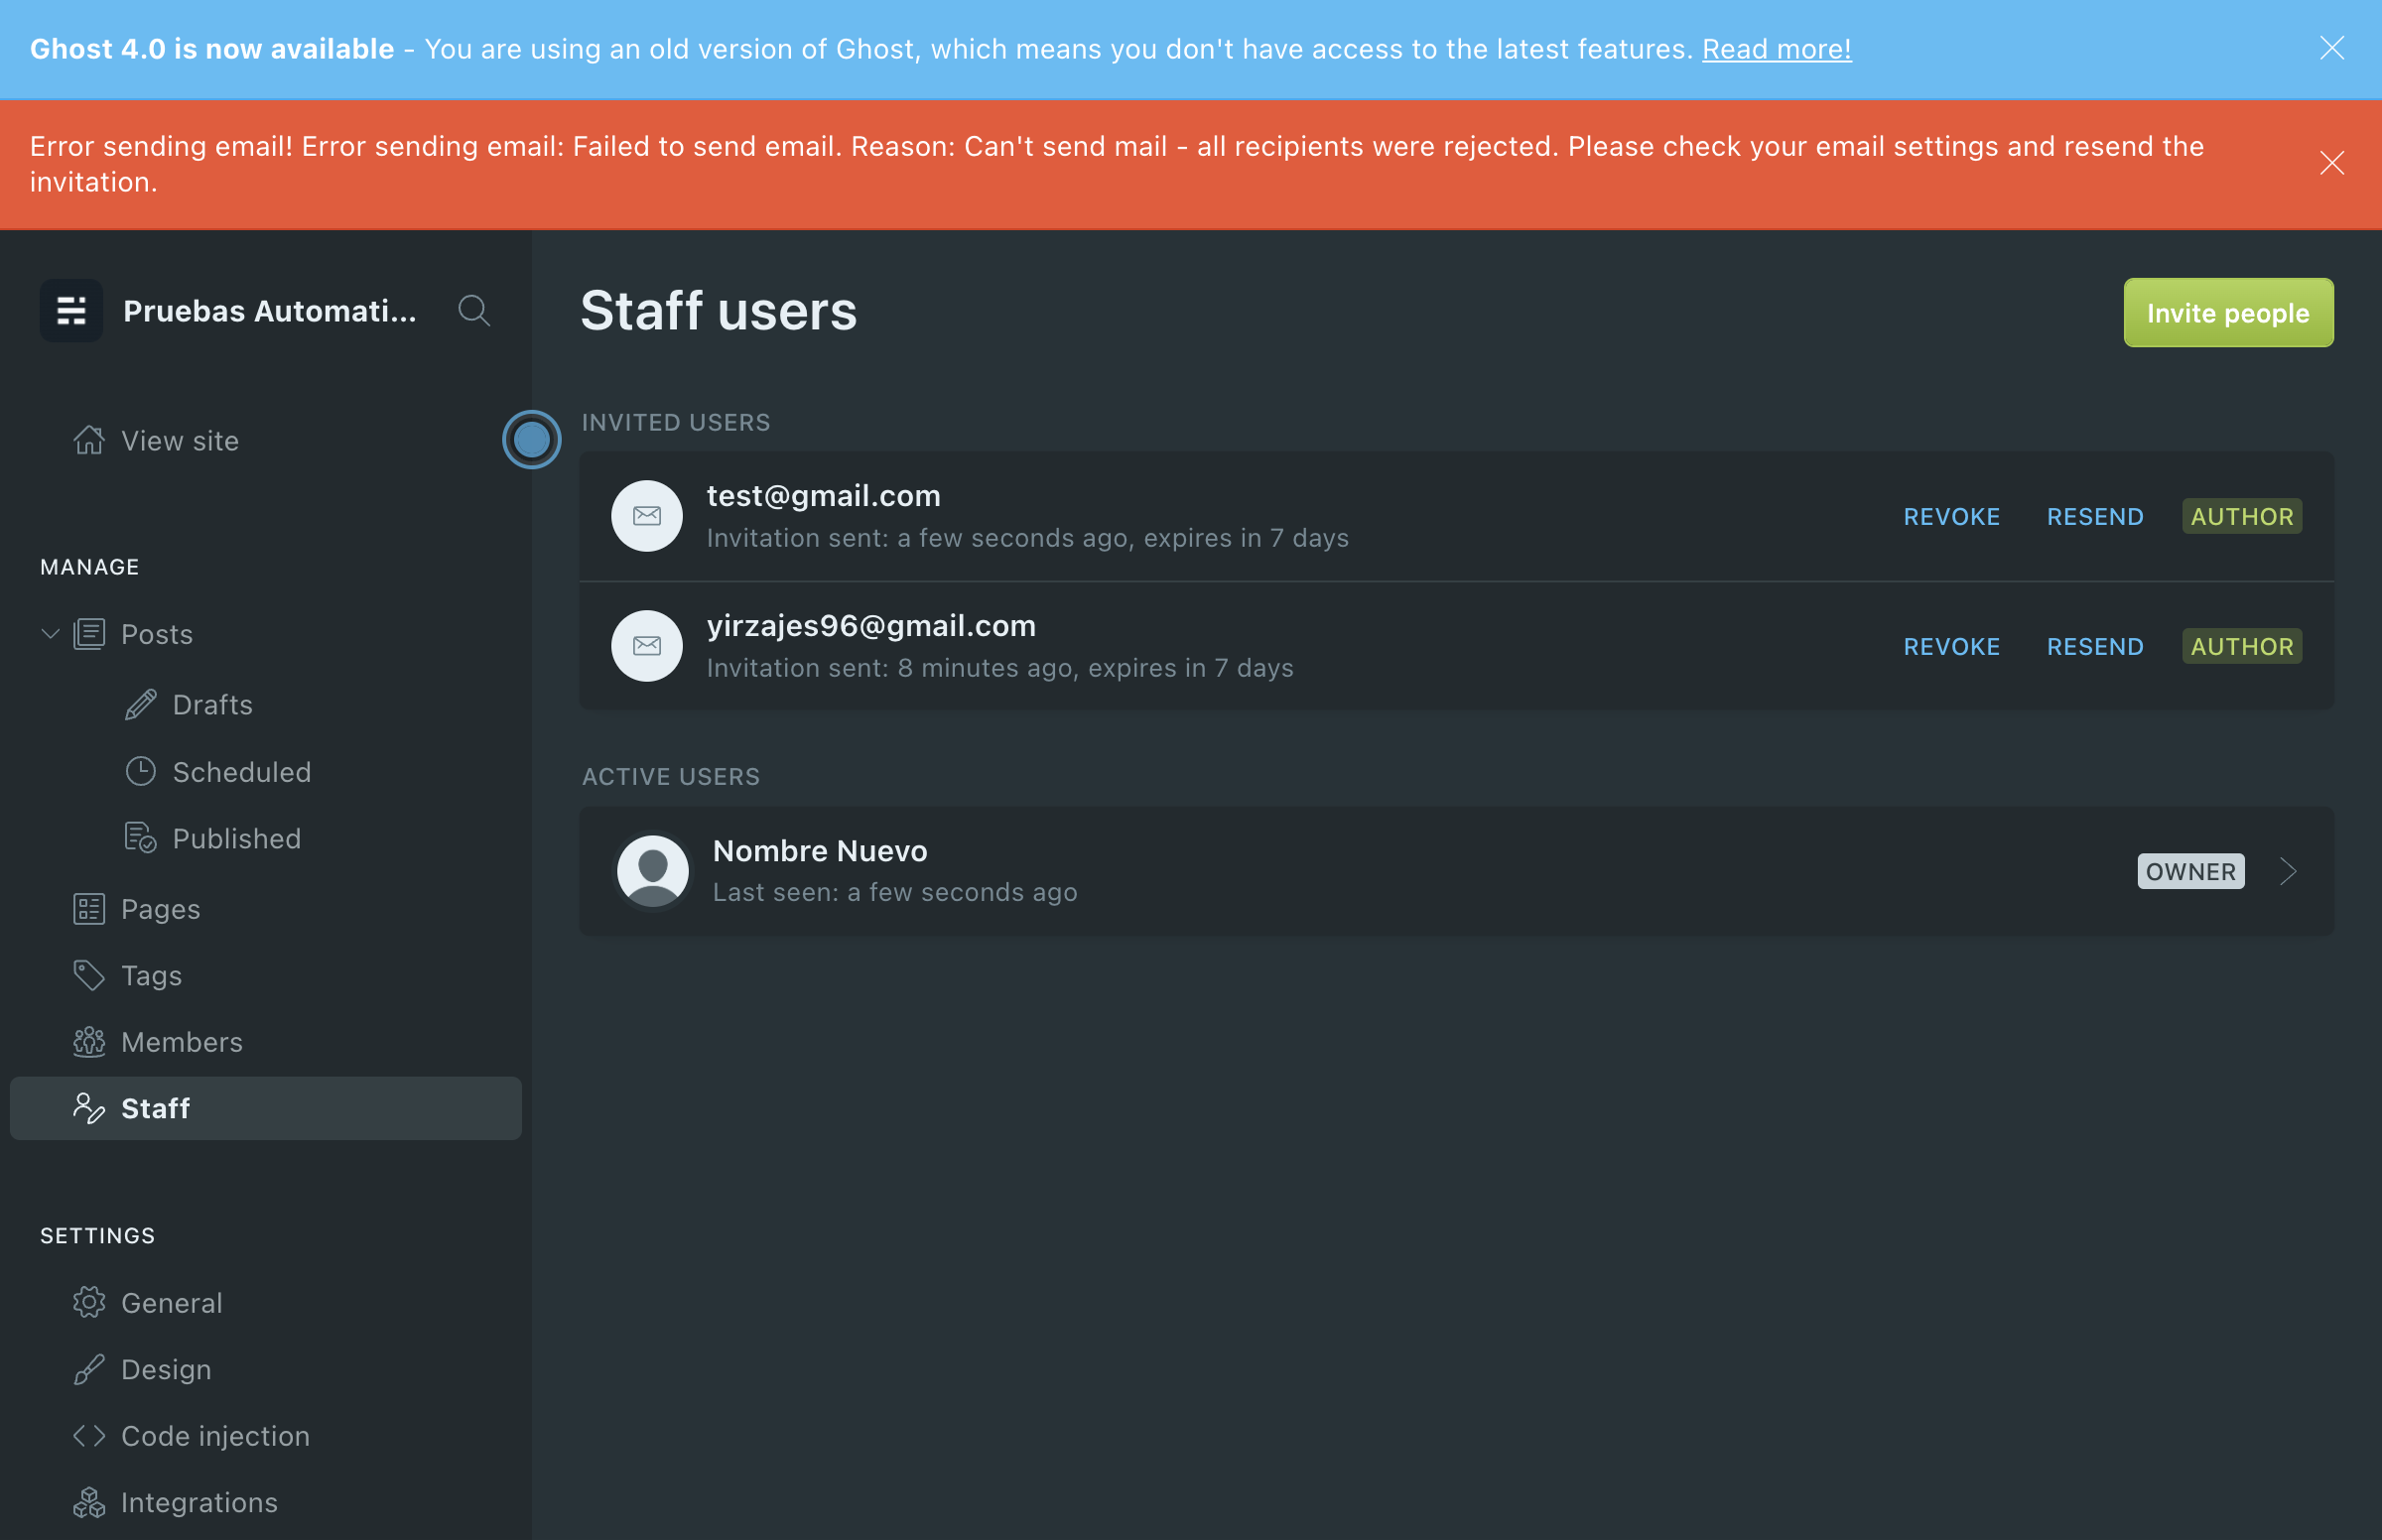 Ghost 4.0 is now available - You are using an old version of Ghost, which means you don't have access to the latest features. Read more!
Error sending email! Error sending email: Failed to send email. Reason: Can't send mail - all recipients were rejected. Please check your email settings and resend the
invitation.
Pruebas Automati...
View site
MANAGE
Posts
Drafts
Scheduled
Published
Pages
Tags
Members
Staff
SETTINGS
General
Design
Code injection
Integrations
Staff users
Invite people
INVITED USERS
test@gmail.com
Invitation sent: a few seconds ago, expires in 7 days
REVOKE RESEND AUTHOR
yirzajes96@gmail.com
Invitation sent: 8 minutes ago, expires in 7 days
REVOKE RESEND AUTHOR
ACTIVE USERS
Nombre Nuevo
Last seen: a few seconds ago
OWNER